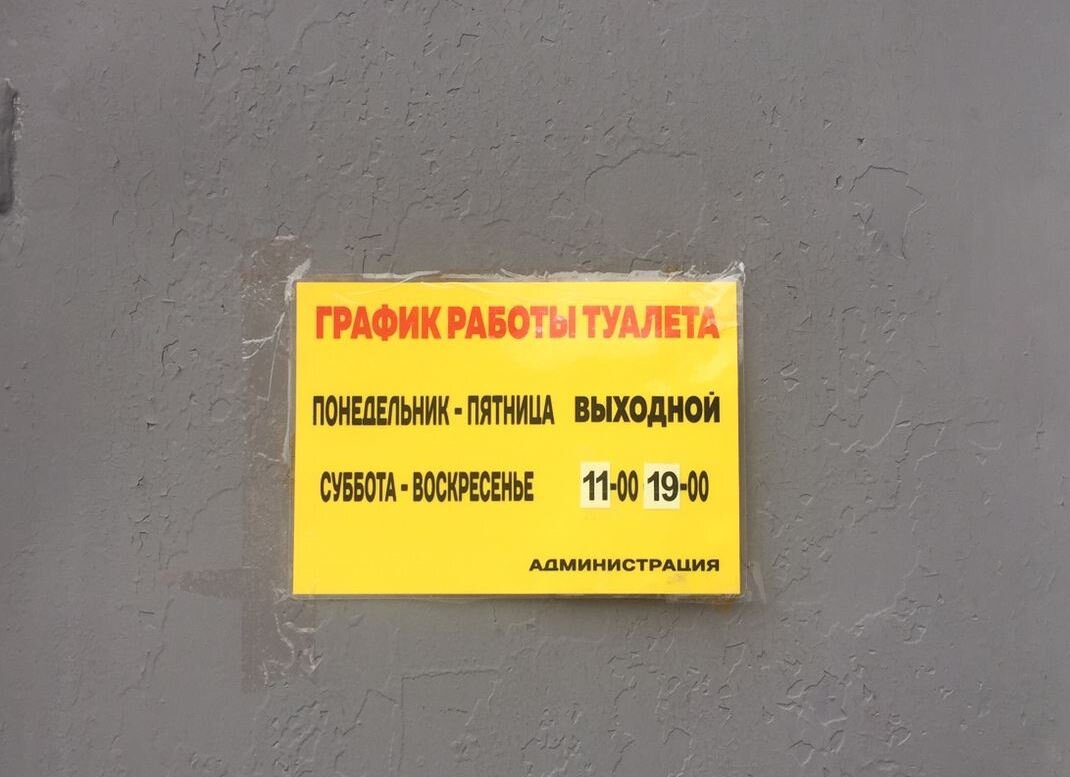 ГРАФИК РАБОТЫ ТУАЛЕТА
ПОНЕДЕЛЬНИК - ПЯТНИЦА ВЫХОДНОЙ
СУББОТА - ВОСКРЕСЕНЬЕ 11-00 19-00
АДМИНИСТРАЦИЯ